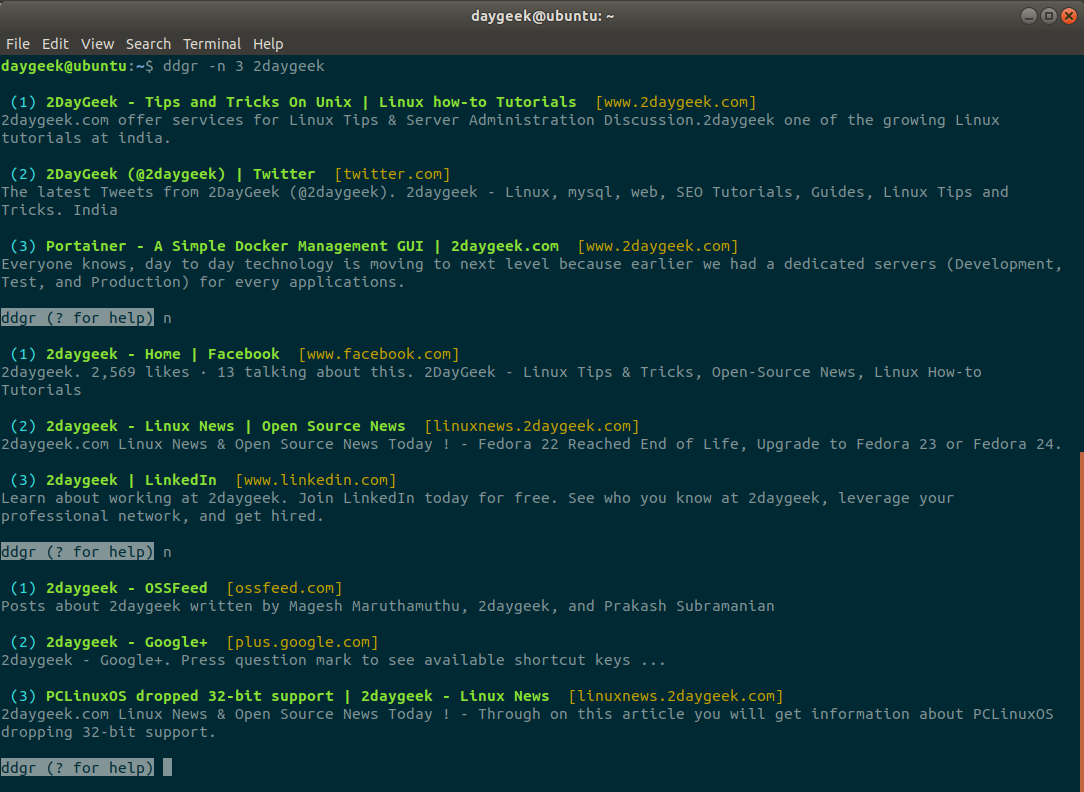 daygeek@ubuntu: ~
File Edit View Search Terminal Help
daygeek@ubuntu:~$ ddgr -n 3 2daygeek
(1) 2DayGeek - Tips and Tricks On Unix | Linux how-to Tutorials [www.2daygeek.com]
2daygeek.com offer services for Linux Tips & Server Administration Discussion.2daygeek one of the growing Linux
tutorials at india.
(2) 2DayGeek (@2daygeek) | Twitter [twitter.com]
The latest Tweets from 2DayGeek (@2daygeek). 2daygeek - Linux, mysql, web, SEO Tutorials, Guides, Linux Tips and
Tricks. India
(3) Portainer - A Simple Docker Management GUI | 2daygeek.com [www.2daygeek.com]
Everyone knows, day to day technology is moving to next level because earlier we had a dedicated servers (Development,
Test, and Production) for every applications.
ddgr (? for help) n
(1) 2daygeek - Home | Facebook [www.facebook.com]
2daygeek. 2,569 likes · 13 talking about this. 2DayGeek - Linux Tips & Tricks, Open-Source News, Linux How-to
Tutorials
(2) 2daygeek - Linux News | Open Source News [linuxnews.2daygeek.com]
2daygeek.com Linux News & Open Source News Today ! - Fedora 22 Reached End of Life, Upgrade to Fedora 23 or Fedora 24.
(3) 2daygeek | LinkedIn [www.linkedin.com]
Learn about working at 2daygeek. Join LinkedIn today for free. See who you know at 2daygeek, leverage your
professional network, and get hired.
ddgr (? for help) n
(1) 2daygeek - OSSFeed [ossfeed.com]
Posts about 2daygeek written by Magesh Maruthamuthu, 2daygeek, and Prakash Subramanian
(2) 2daygeek - Google+ [plus.google.com]
2daygeek - Google+. Press question mark to see available shortcut keys ...
(3) PCLinuxOS dropped 32-bit support | 2daygeek - Linux News [linuxnews.2daygeek.com]
2daygeek.com Linux News & Open Source News Today ! - Through on this article you will get information about PCLinuxOS
dropping 32-bit support.
ddgr (? for help)